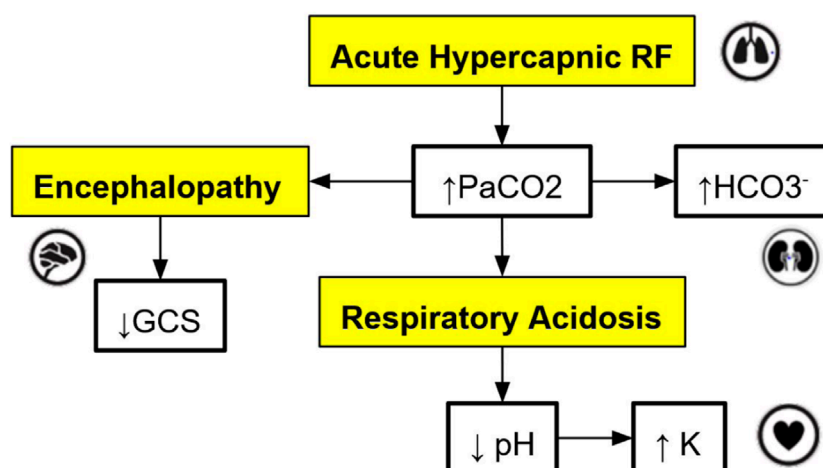 Acute Hypercapnic RF
Encephalopathy
↑PaCO2
↑HCO3⁻
↓GCS
Respiratory Acidosis
↓ pH
↑ K